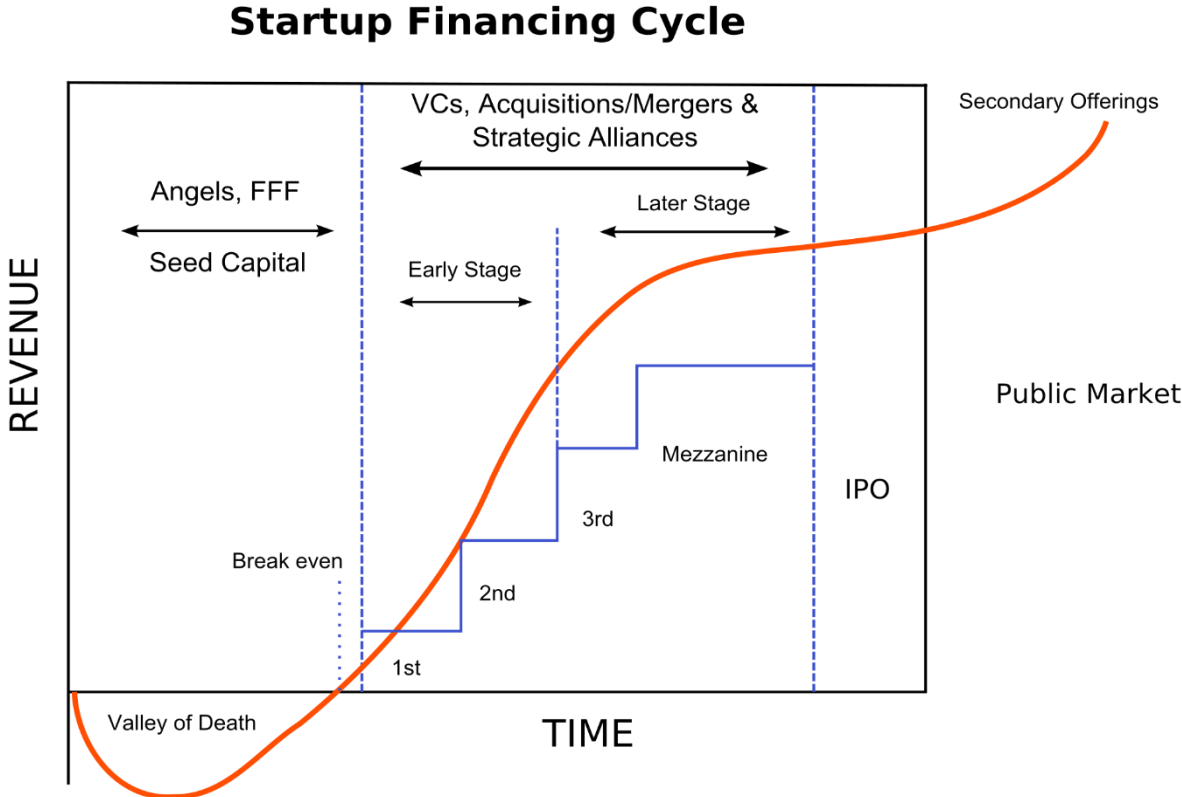 Startup Financing Cycle
VCs, Acquisitions/Mergers &
Strategic Alliances
Secondary Offerings
Angels, FFF
Seed Capital
Later Stage
Early Stage
REVENUE
Public Market
Mezzanine
IPO
3rd
Break even
2nd
1st
Valley of Death
TIME